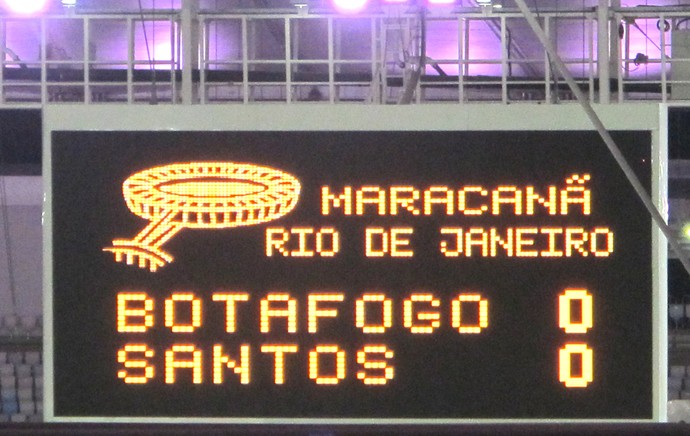 MARACANÃ
RIO DE JANEIRO
BOTAFOGO 0
SANTOS 0